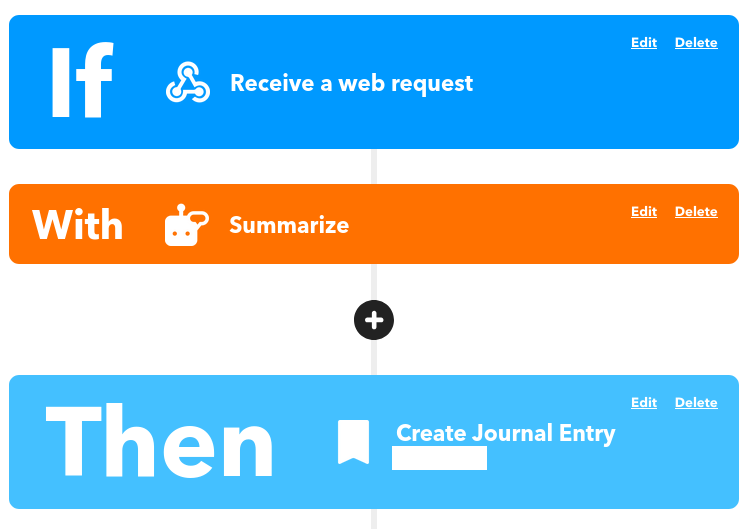 If
Receive a web request
Edit Delete
With
Summarize
Edit Delete
Then
Create Journal Entry
Edit Delete